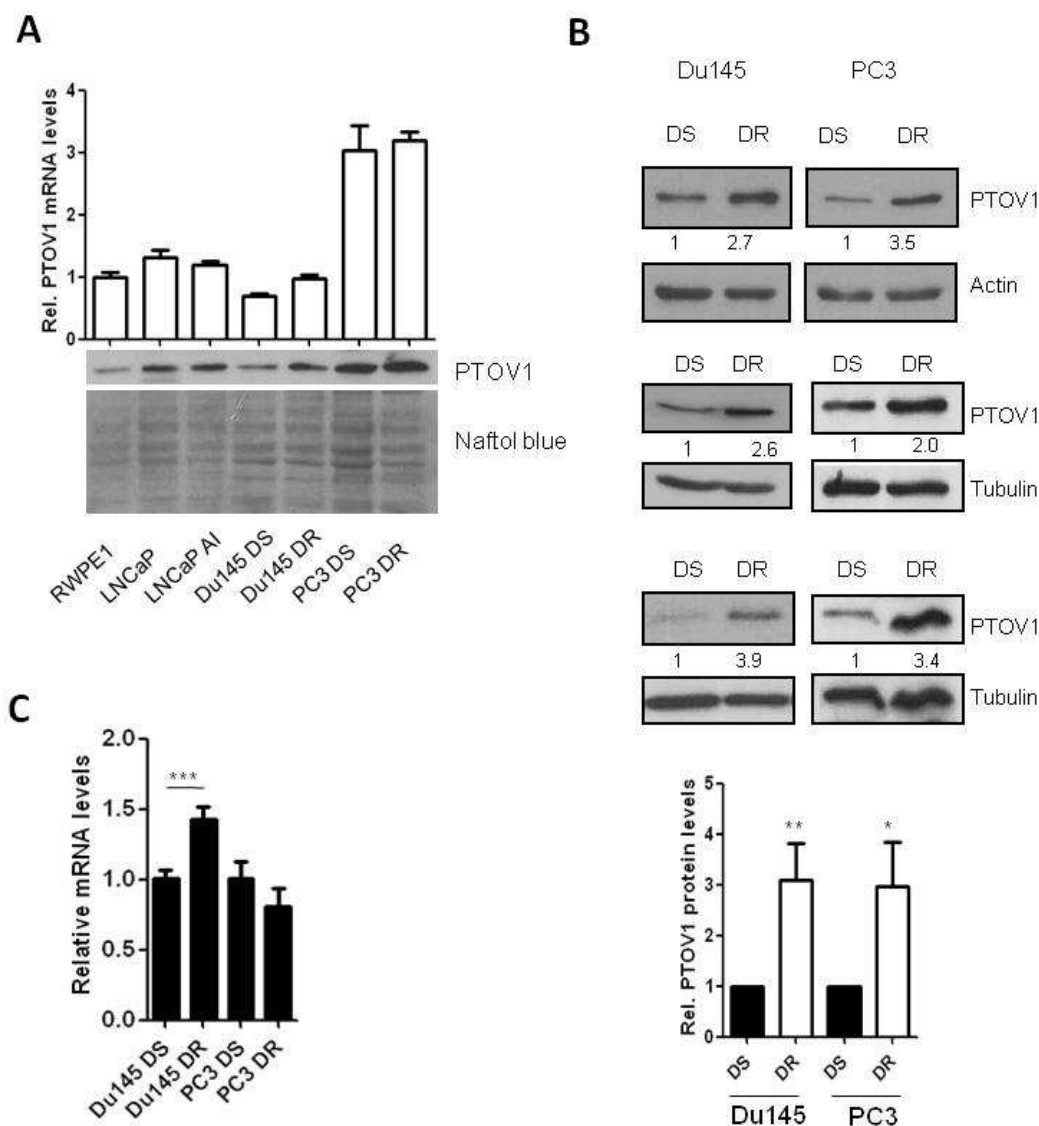 A
Rel. PTOV1 mRNA levels
4
3
2
1
0
PTOV1
Naftol blue
RWPE1
LNCaP
LNCaP AI
Du145 DS
Du145 DR
PC3 DS
PC3 DR
B
Du145 PC3
DS DR DS DR
PTOV1
1 2.7 1 3.5
Actin
DS DR DS DR
PTOV1
1 2.6 1 2.0
Tubulin
DS DR DS DR
PTOV1
1 3.9 1 3.4
Tubulin
Rel. PTOV1 protein levels
5
4
3
2
1
0
** *
DS DR DS DR
Du145 PC3
C
Relative mRNA levels
2.0
1.5
1.0
0.5
0.0
***
Du145 DS
Du145 DR
PC3 DS
PC3 DR